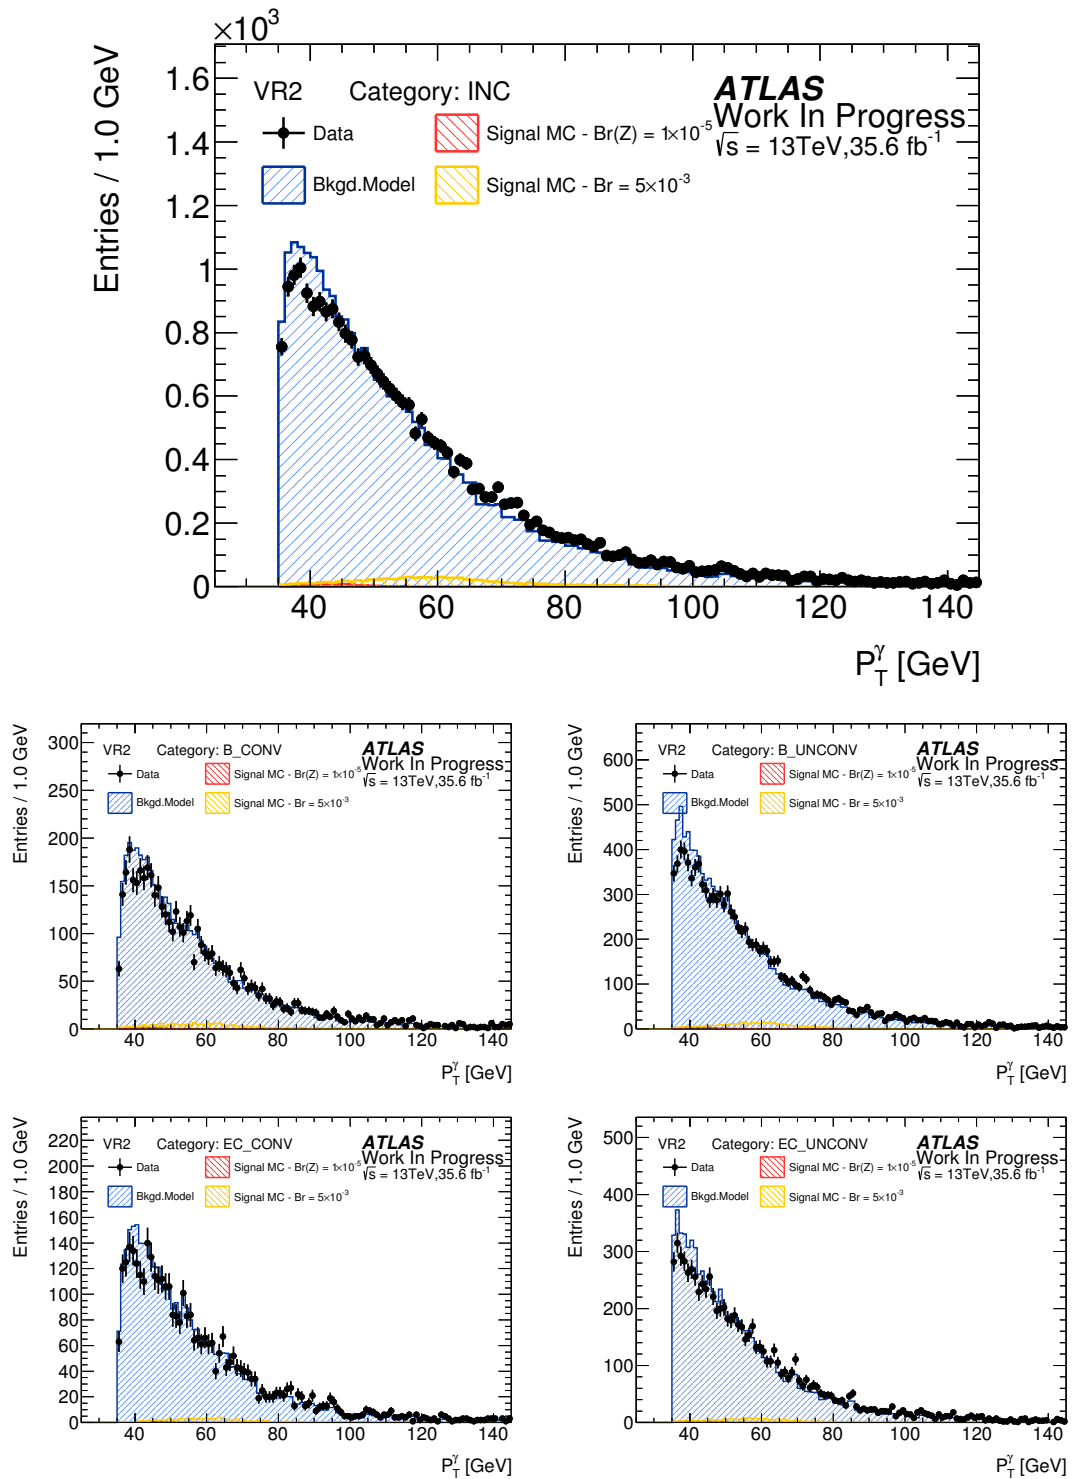 ×10³
Entries / 1.0 GeV
1.6
1.4
1.2
1
0.8
0.6
0.4
0.2
0
VR2 Category: INC
Data
Bkgd.Model
Signal MC - Br(Z) = 1×10⁻⁵
Signal MC - Br = 5×10⁻³
ATLAS
Work In Progress
√s = 13TeV,35.6 fb⁻¹
40 60 80 100 120 140
P_T^γ [GeV]
Entries / 1.0 GeV
300
250
200
150
100
50
0
VR2 Category: B_CONV
Data
Bkgd.Model
Signal MC - Br(Z) = 1×10⁻⁵
Signal MC - Br = 5×10⁻³
ATLAS
Work In Progress
√s = 13TeV,35.6 fb⁻¹
40 60 80 100 120 140
P_T^γ [GeV]
Entries / 1.0 GeV
600
500
400
300
200
100
0
VR2 Category: B_UNCONV
Data
Bkgd.Model
Signal MC - Br(Z) = 1×10⁻⁵
Signal MC - Br = 5×10⁻³
ATLAS
Work In Progress
√s = 13TeV,35.6 fb⁻¹
40 60 80 100 120 140
P_T^γ [GeV]
Entries / 1.0 GeV
220
200
180
160
140
120
100
80
60
40
20
0
VR2 Category: EC_CONV
Data
Bkgd.Model
Signal MC - Br(Z) = 1×10⁻⁵
Signal MC - Br = 5×10⁻³
ATLAS
Work In Progress
√s = 13TeV,35.6 fb⁻¹
40 60 80 100 120 140
P_T^γ [GeV]
Entries / 1.0 GeV
500
400
300
200
100
0
VR2 Category: EC_UNCONV
Data
Bkgd.Model
Signal MC - Br(Z) = 1×10⁻⁵
Signal MC - Br = 5×10⁻³
ATLAS
Work In Progress
√s = 13TeV,35.6 fb⁻¹
40 60 80 100 120 140
P_T^γ [GeV]